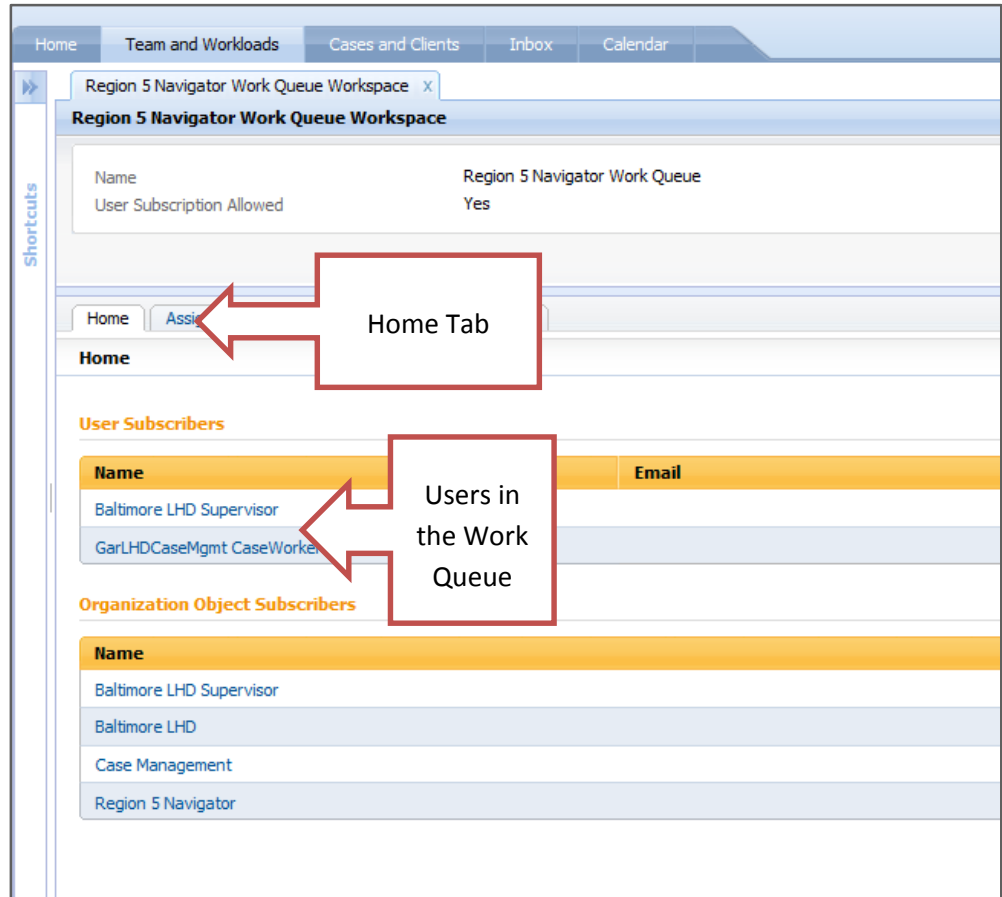 Home Team and Workloads Cases and Clients Inbox Calendar
Region 5 Navigator Work Queue Workspace x
Region 5 Navigator Work Queue Workspace
Shortcuts
Name Region 5 Navigator Work Queue
User Subscription Allowed Yes
Home Tab
Home
Home
User Subscribers
Name Email
Users in
the Work
Queue
Baltimore LHD Supervisor
GarLHDCaseMgmt CaseWorker
Organization Object Subscribers
Name
Baltimore LHD Supervisor
Baltimore LHD
Case Management
Region 5 Navigator